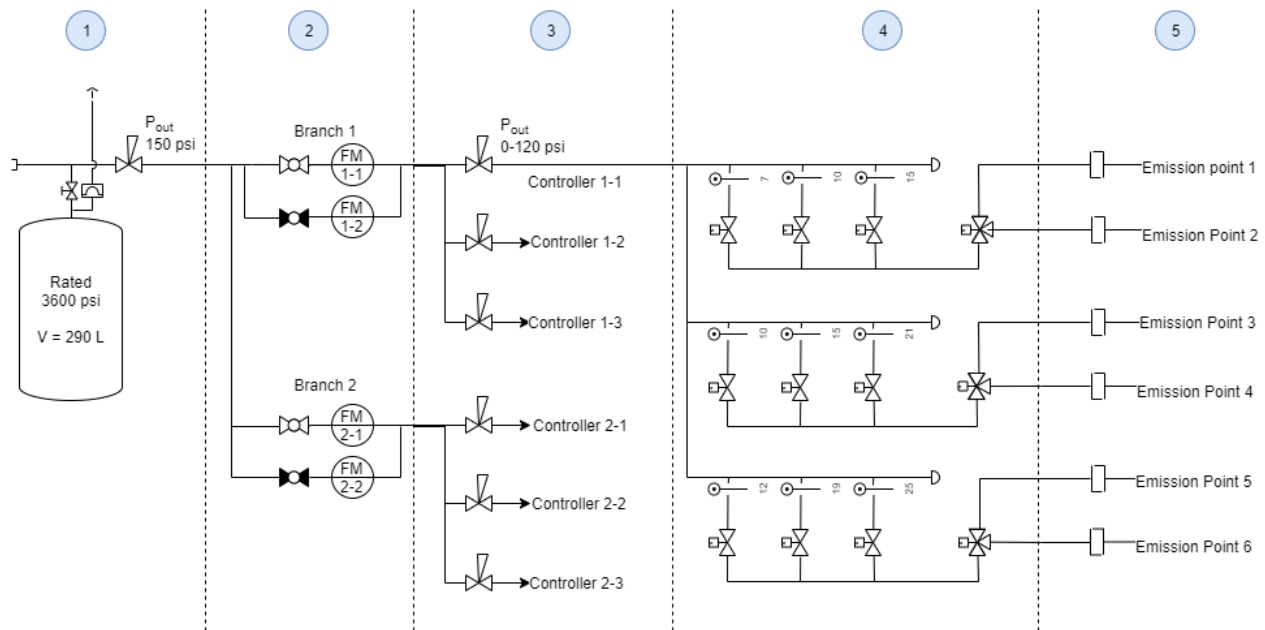 1
2
3
4
5
P_out
150 psi
Rated
3600 psi
V = 290 L
Branch 1
FM
1-1
FM
1-2
Branch 2
FM
2-1
FM
2-2
P_out
0-120 psi
Controller 1-1
Controller 1-2
Controller 1-3
Controller 2-1
Controller 2-2
Controller 2-3
7
10
15
10
15
21
12
19
25
Emission point 1
Emission Point 2
Emission Point 3
Emission Point 4
Emission Point 5
Emission Point 6